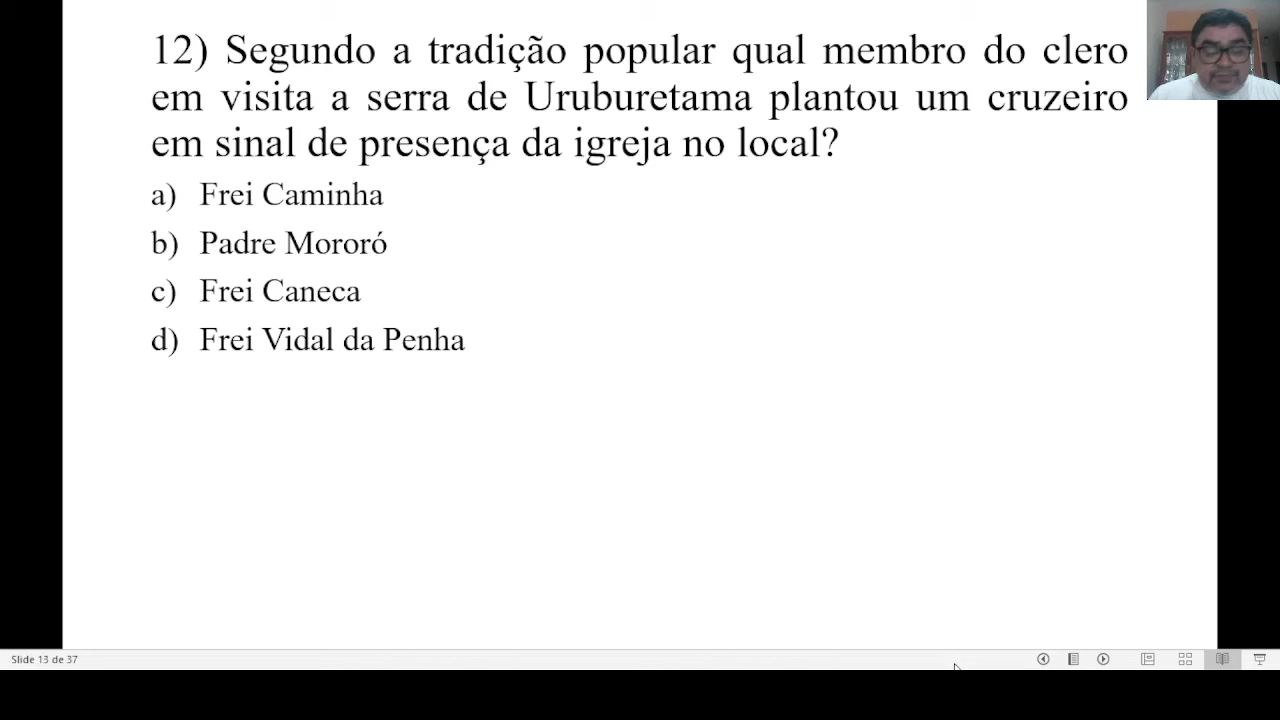 12) Segundo a tradição popular qual membro do clero
em visita a serra de Uruburetama plantou um cruzeiro
em sinal de presença da igreja no local?
a) Frei Caminha
b) Padre Mororó
c) Frei Caneca
d) Frei Vidal da Penha
Slide 13 de 37